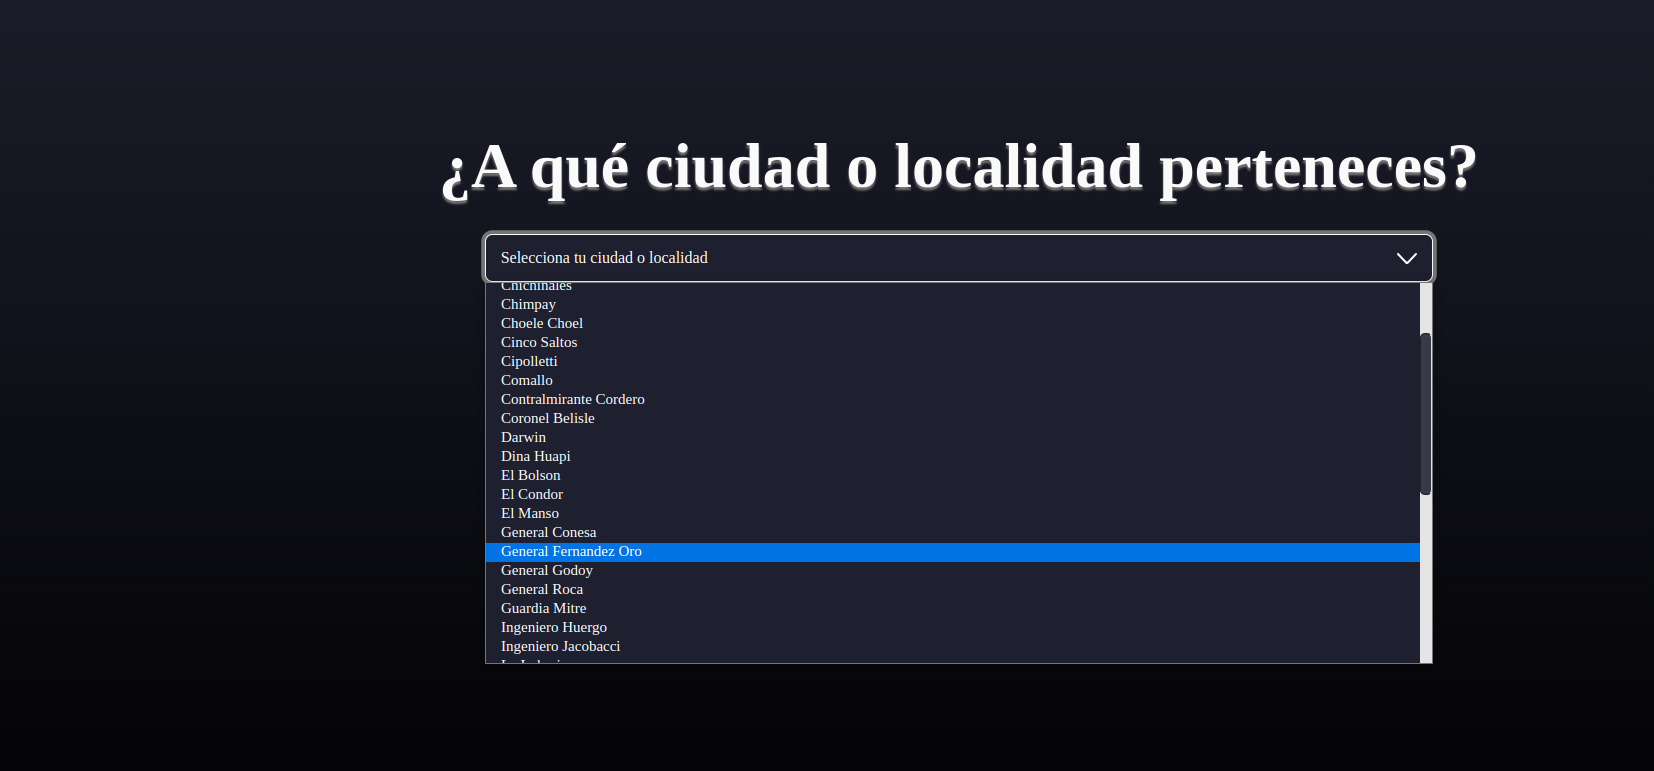 ¿A qué ciudad o localidad perteneces?
Selecciona tu ciudad o localidad
Chichinales
Chimpay
Choele Choel
Cinco Saltos
Cipolletti
Comallo
Contralmirante Cordero
Coronel Belisle
Darwin
Dina Huapi
El Bolson
El Condor
El Manso
General Conesa
General Fernandez Oro
General Godoy
General Roca
Guardia Mitre
Ingeniero Huergo
Ingeniero Jacobacci